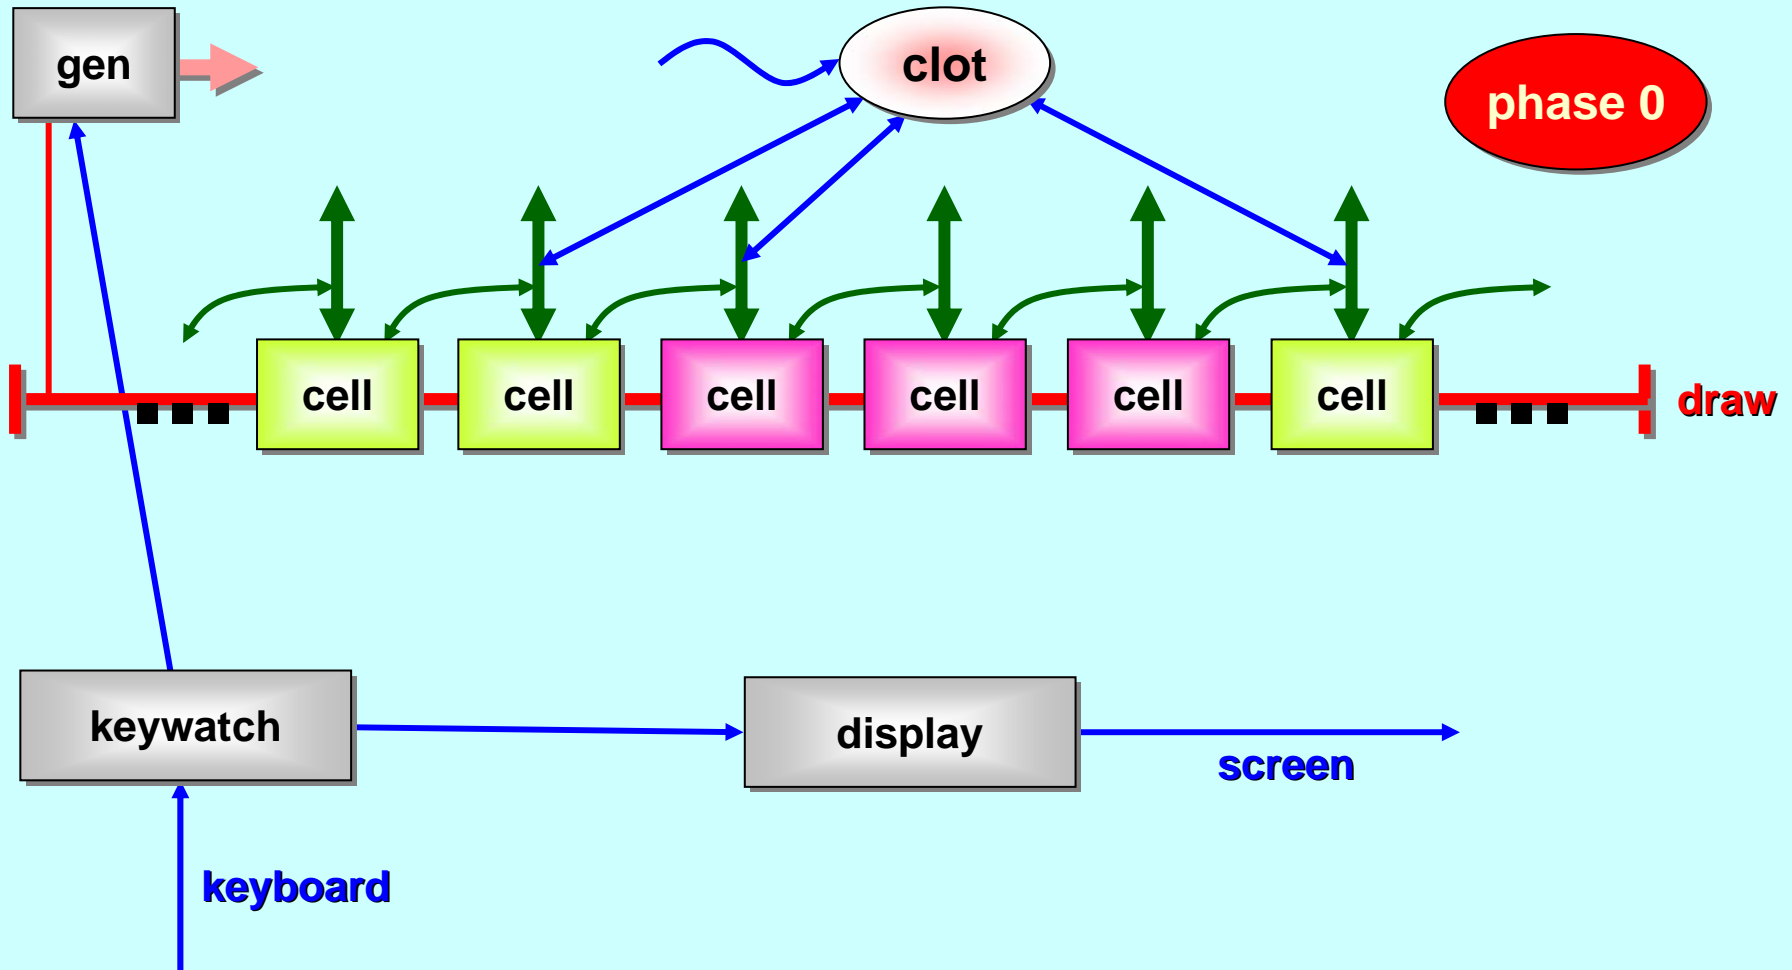 gen
clot
phase 0
cell
cell
cell
cell
cell
cell
draw
keywatch
display
screen
keyboard